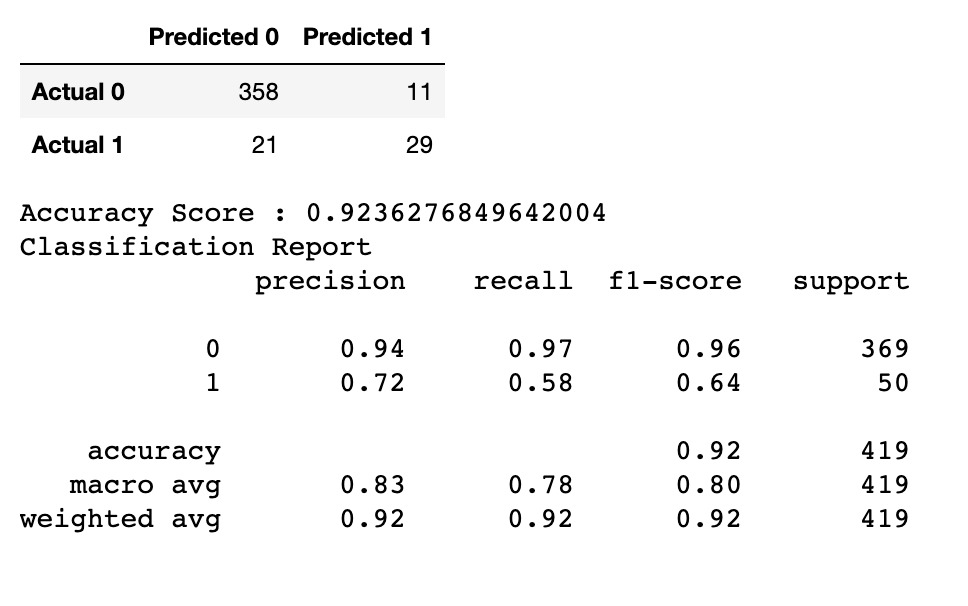 Predicted 0 Predicted 1
Actual 0 358 11
Actual 1 21 29
Accuracy Score : 0.9236276849642004
Classification Report
precision recall f1-score support
0 0.94 0.97 0.96 369
1 0.72 0.58 0.64 50
accuracy 0.92 419
macro avg 0.83 0.78 0.80 419
weighted avg 0.92 0.92 0.92 419